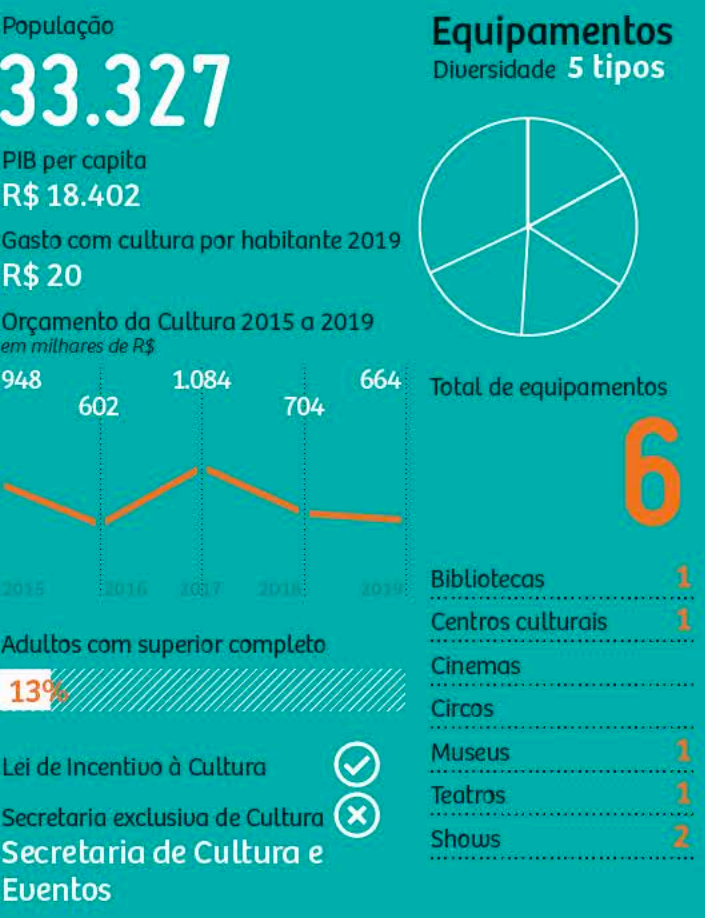 População
33.327
PIB per capita
R$ 18.402
Gasto com cultura por habitante 2019
R$ 20
Orçamento da Cultura 2015 a 2019
em milhares de R$
948
602
1.084
704
664
2015
2016
2017
2018
2019
Adultos com superior completo
13%
Lei de Incentivo à Cultura
Secretaria exclusiva de Cultura
Secretaria de Cultura e
Eventos
Equipamentos
Diversidade 5 tipos
Total de equipamentos
6
Bibliotecas 1
Centros culturais 1
Cinemas
Circos
Museus 1
Teatros 1
Shows 2